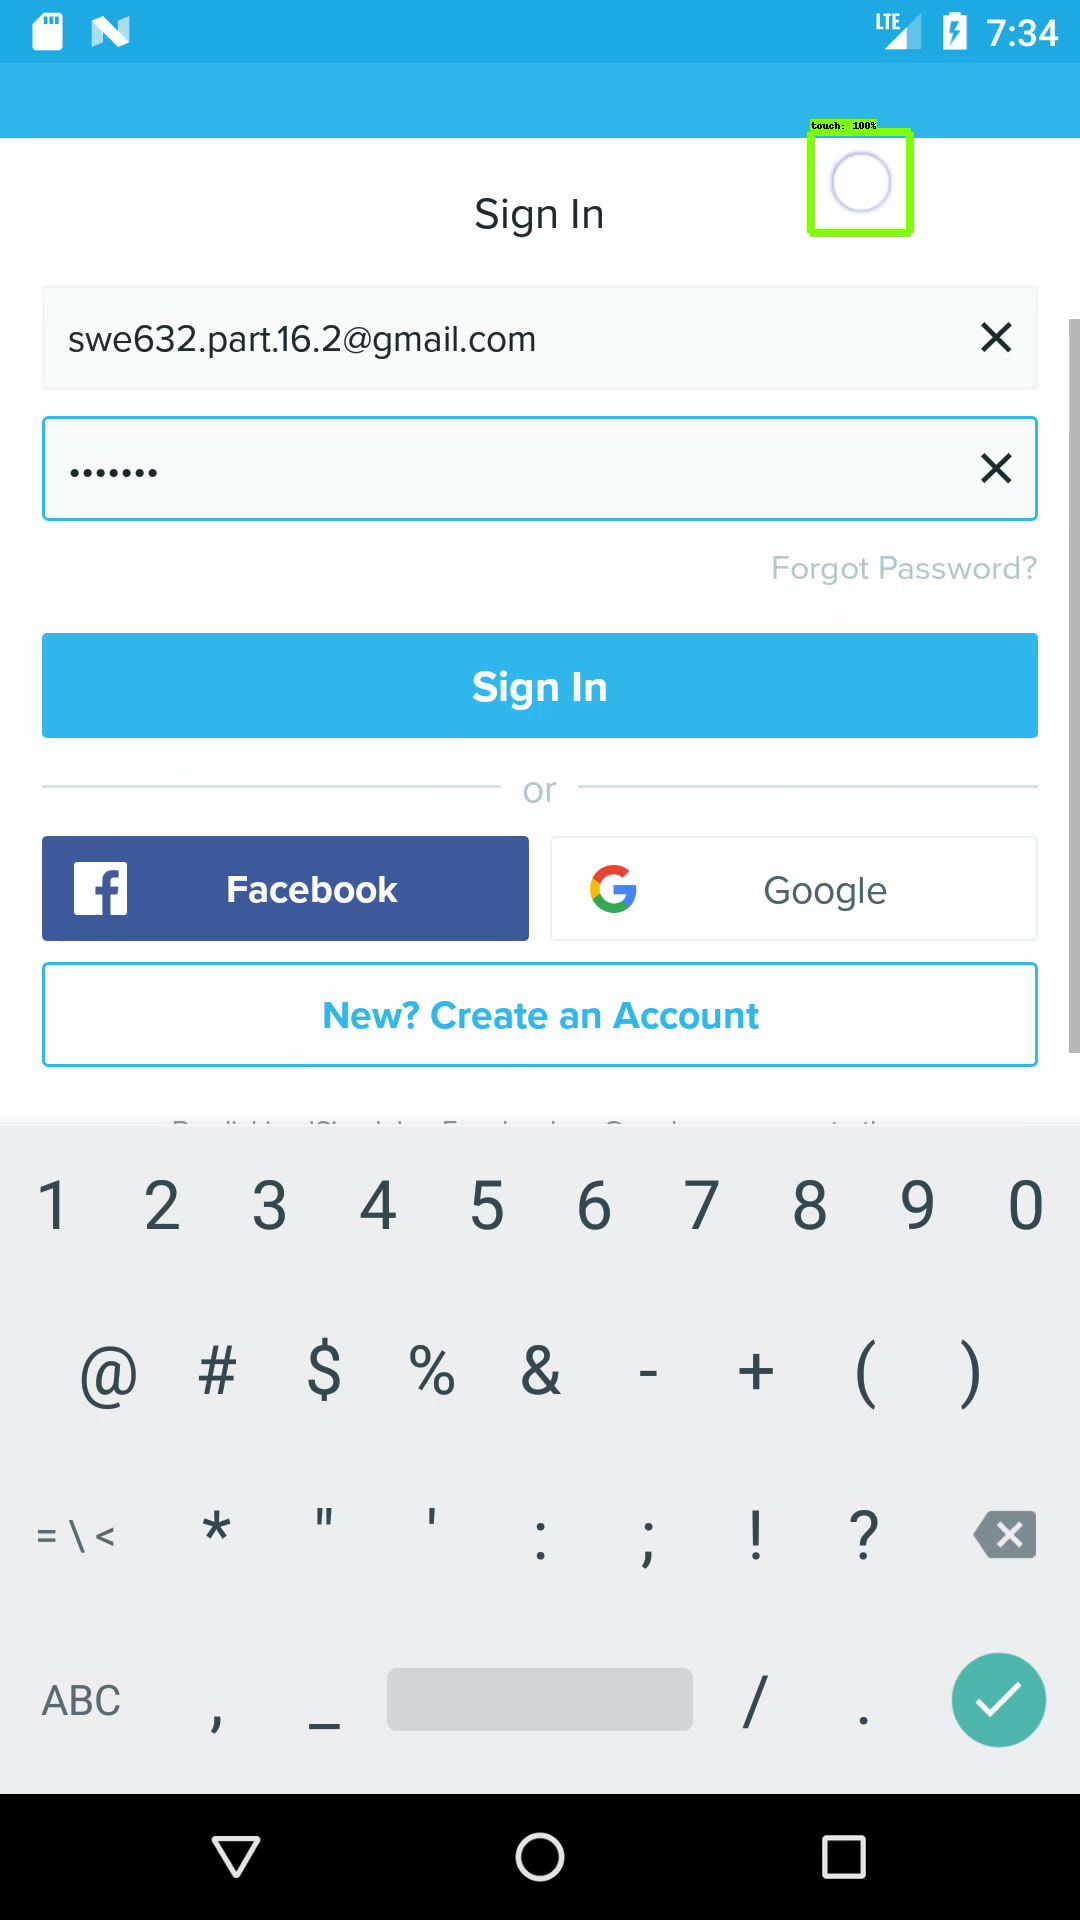 LTE 7:34
touch: 100%
Sign In
swe632.part.16.2@gmail.com
•••••••
Forgot Password?
Sign In
or
Facebook
Google
New? Create an Account
1 2 3 4 5 6 7 8 9 0
@ # $ % & - + ( )
= \ < * " ' : ; ! ?
ABC , _ / .